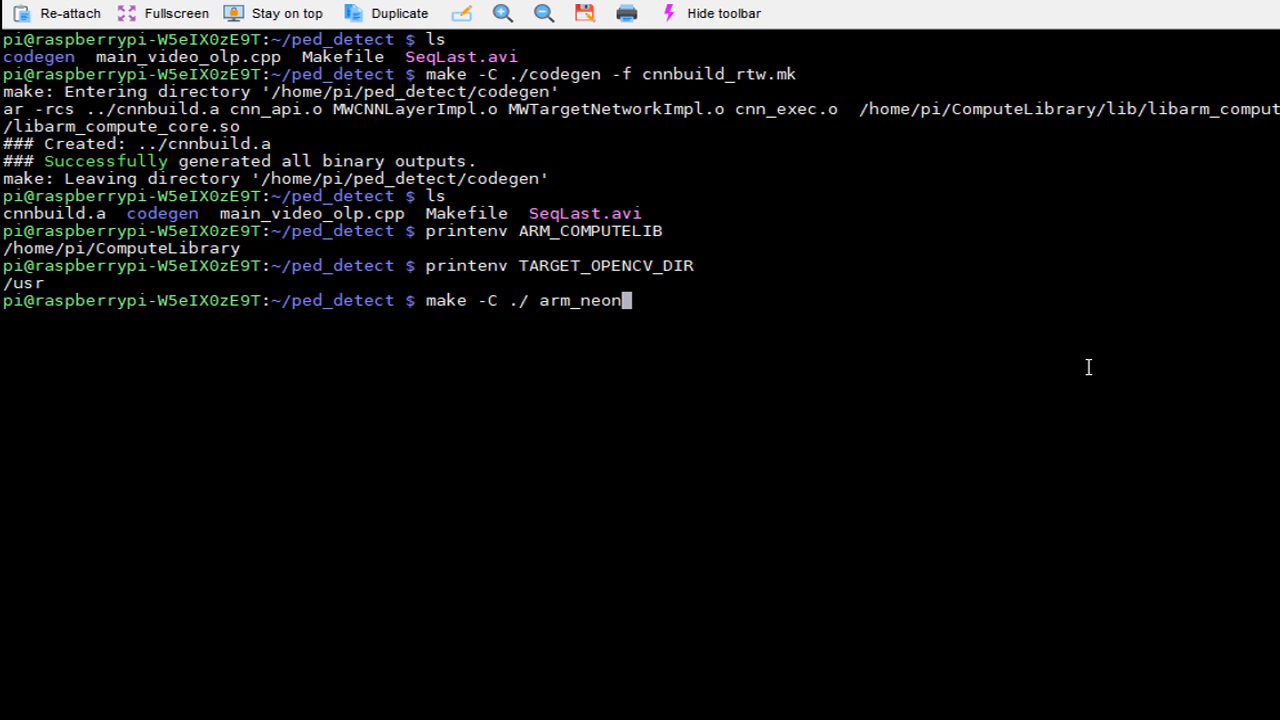 Re-attach Fullscreen Stay on top Duplicate Hide toolbar
pi@raspberrypi-W5eIX0zE9T:~/ped_detect $ ls
codegen main_video_olp.cpp Makefile SeqLast.avi
pi@raspberrypi-W5eIX0zE9T:~/ped_detect $ make -C ./codegen -f cnnbuild_rtw.mk
make: Entering directory '/home/pi/ped_detect/codegen'
ar -rcs ../cnnbuild.a cnn_api.o MWCNNLayerImpl.o MWTargetNetworkImpl.o cnn_exec.o /home/pi/ComputeLibrary/lib/libarm_comput
/libarm_compute_core.so
### Created: ../cnnbuild.a
### Successfully generated all binary outputs.
make: Leaving directory '/home/pi/ped_detect/codegen'
pi@raspberrypi-W5eIX0zE9T:~/ped_detect $ ls
cnnbuild.a codegen main_video_olp.cpp Makefile SeqLast.avi
pi@raspberrypi-W5eIX0zE9T:~/ped_detect $ printenv ARM_COMPUTELIB
/home/pi/ComputeLibrary
pi@raspberrypi-W5eIX0zE9T:~/ped_detect $ printenv TARGET_OPENCV_DIR
/usr
pi@raspberrypi-W5eIX0zE9T:~/ped_detect $ make -C ./ arm_neon